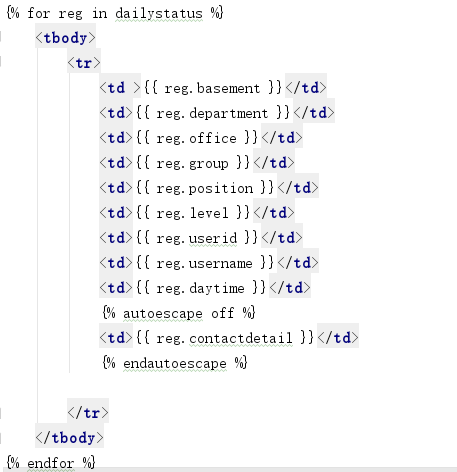 {% for reg in dailystatus %}
<tbody>
<tr>
<td >{{ reg.basement }}</td>
<td>{{ reg.department }}</td>
<td>{{ reg.office }}</td>
<td>{{ reg.group }}</td>
<td>{{ reg.position }}</td>
<td>{{ reg.level }}</td>
<td>{{ reg.userid }}</td>
<td>{{ reg.username }}</td>
<td>{{ reg.daytime }}</td>
{% autoescape off %}
<td>{{ reg.contactdetail }}</td>
{% endautoescape %}
</tr>
</tbody>
{% endfor %}